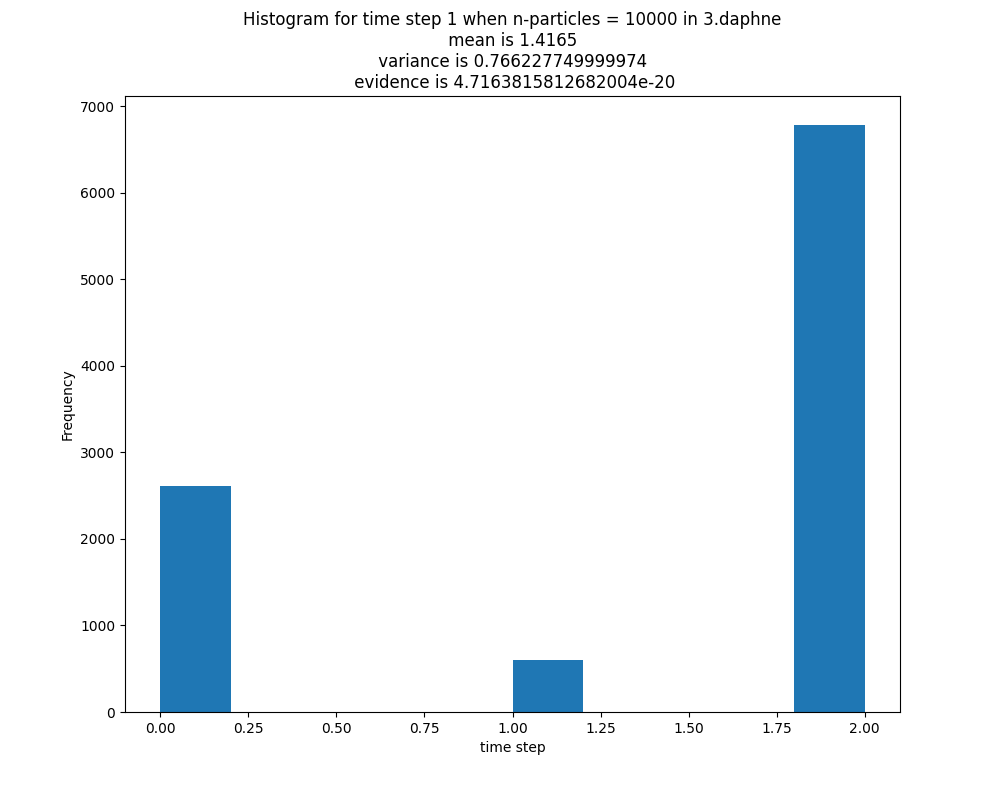 Histogram for time step 1 when n-particles = 10000 in 3.daphne
mean is 1.4165
variance is 0.766227749999974
evidence is 4.7163815812682004e-20
7000
6000
5000
4000
3000
2000
1000
0
Frequency
0.00 0.25 0.50 0.75 1.00 1.25 1.50 1.75 2.00
time step